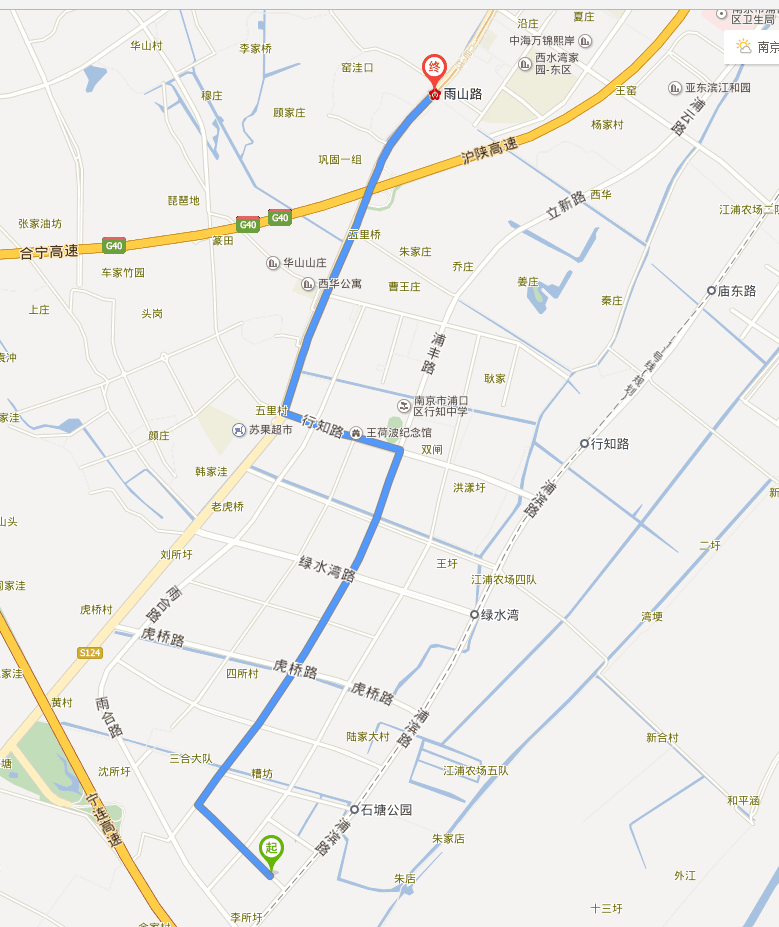 沿庄
夏庄
区卫生局
华山村
李家桥
中海万锦熙岸
南京
西水湾家
园-东区
窑洼口
终
雨山路
穆庄
顾家庄
王窑
亚东滨江和园
浦云路
杨家村
沪陕高速
巩固一组
琵琶地
立新路
西华
张家油坊
G40
G40
篆田
五里桥
G40
合宁高速
朱家庄
车家竹园
华山山庄
乔庄
西华公寓
曹王庄
姜庄
庙东路
秦庄
上庄
头岗
浦丰路
耿家
五里村
南京市浦口
区行知中学
行知路
苏果超市
王荷波纪念馆
颜庄
双闸
行知路
韩家洼
洪漾圩
浦滨路
老虎桥
二圩
刘所圩
绿水湾路
王圩
江浦农场四队
雨合路
虎桥村
绿水湾
湾埂
虎桥路
S124
四所村
虎桥路
虎桥路
黄村
雨合路
浦滨路
陆家大村
新合村
三合大队
沈所圩
糟坊
江浦农场五队
宁连高速
石塘公园
和平涵
浦滨路
朱家店
起
朱店
外江
李所圩
十三圩